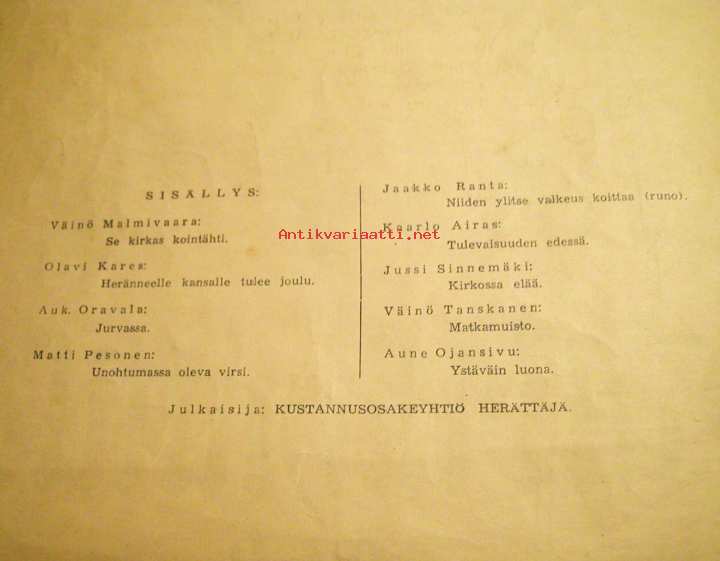 SISÄLLYS:
Väinö Malmivaara:
Se kirkas kointähti.
Olavi Kares:
Heränneelle kansalle tulee joulu.
Auk. Oravala:
Jurvassa.
Matti Pesonen:
Unohtumassa oleva virsi.
Jaakko Ranta:
Niiden ylitse valkeus koittaa (runo).
Kaarlo Airas:
Tulevaisuuden edessä.
Jussi Sinnemäki:
Kirkossa elää.
Väinö Tanskanen:
Matkamuisto.
Aune Ojansivu:
Ystäväin luona.
Julkaisija: KUSTANNUSOSAKEYHTIÖ HERÄTTÄJÄ.
Antikvariaatti.net